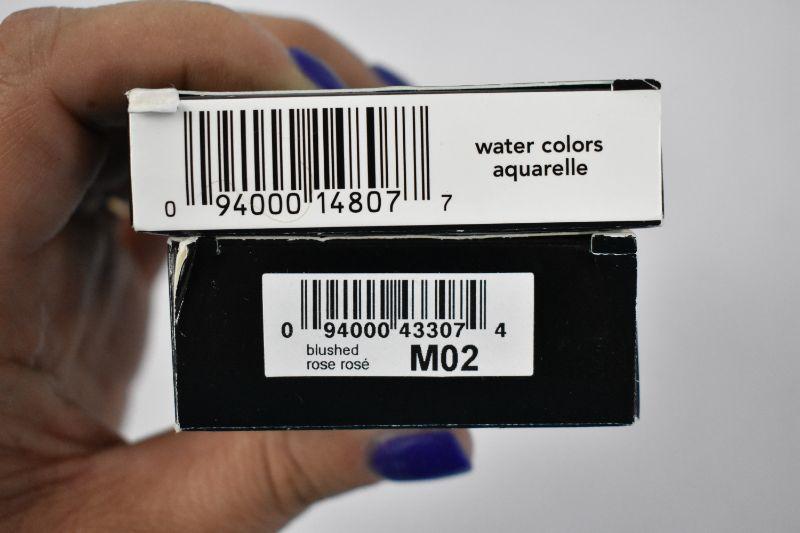 water colors
aquarelle
0 94000 14807 7
0 94000 43307 4
blushed
rose rosé
M02